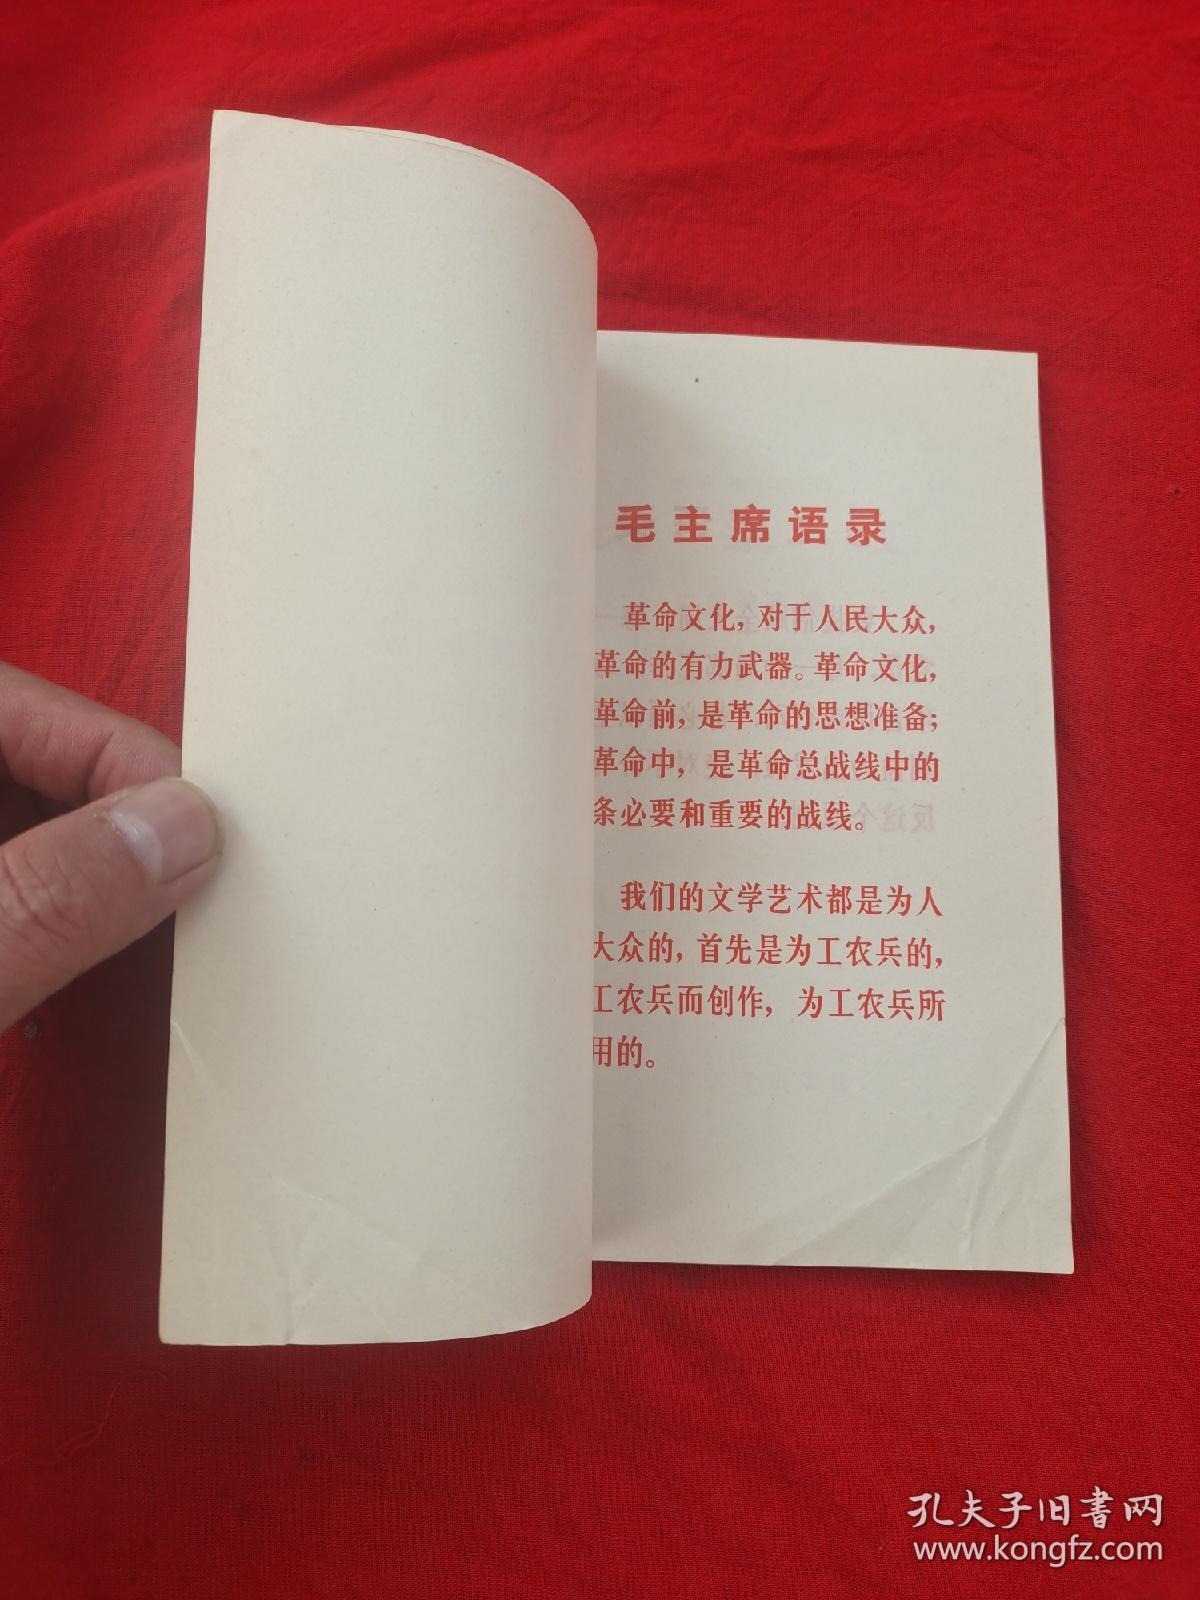 毛主席语录
革命文化，对于人民大众，
革命的有力武器。革命文化，
革命前，是革命的思想准备；
革命中，是革命总战线中的
条必要和重要的战线。
我们的文学艺术都是为人
大众的，首先是为工农兵的，
工农兵而创作，为工农兵所
用的。
孔夫子旧书网
www.kongfz.com